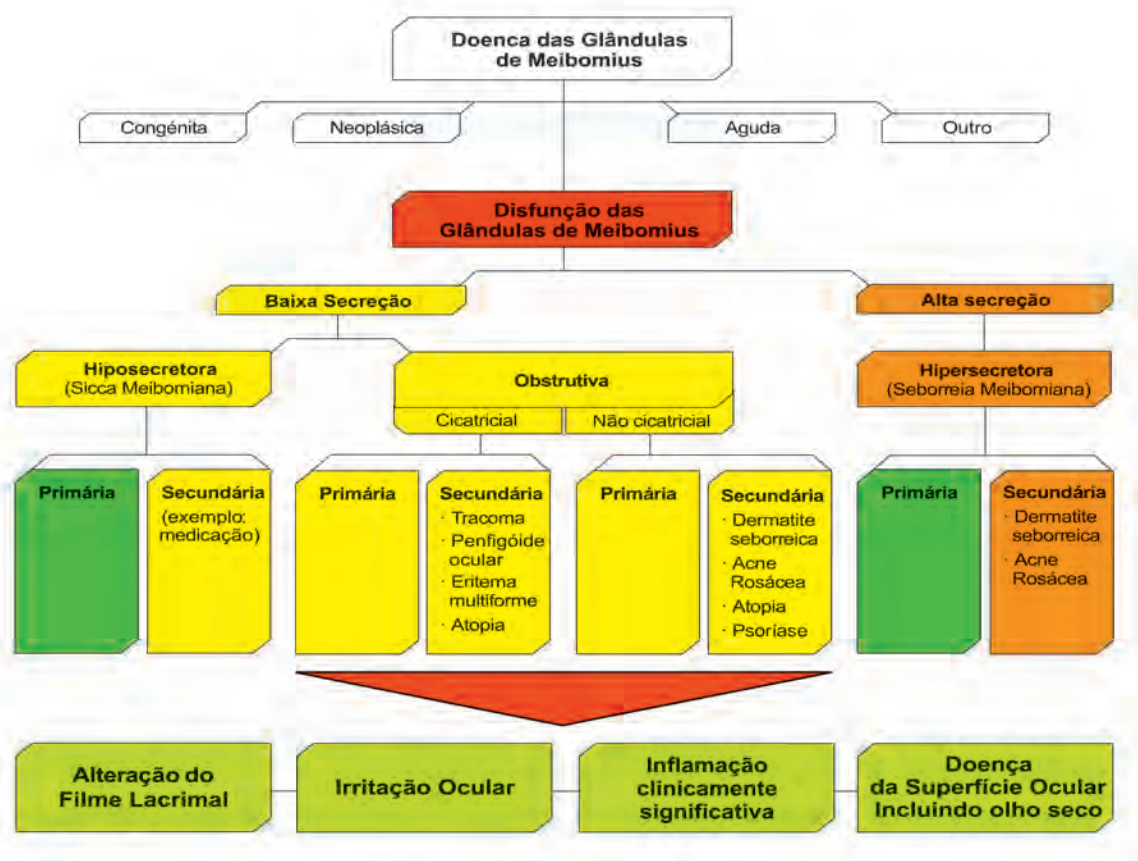 Doenca das Glândulas
de Meibomius
Congénita
Neoplásica
Aguda
Outro
Disfunção das
Glândulas de Meibomius
Baixa Secreção
Alta secreção
Hiposecretora
(Sicca Meibomiana)
Obstrutiva
Cicatricial
Não cicatricial
Hipersecretora
(Seborreia Meibomiana)
Primária
Secundária
(exemplo:
medicação)
Primária
Secundária
· Tracoma
· Penfigóide
ocular
· Eritema
multiforme
· Atopia
Primária
Secundária
· Dermatite
seborreica
· Acne
Rosácea
· Atopia
· Psoríase
Primária
Secundária
· Dermatite
seborreica
· Acne
Rosácea
Alteração do
Filme Lacrimal
Irritação Ocular
Inflamação
clinicamente
significativa
Doença
da Superfície Ocular
Incluindo olho seco